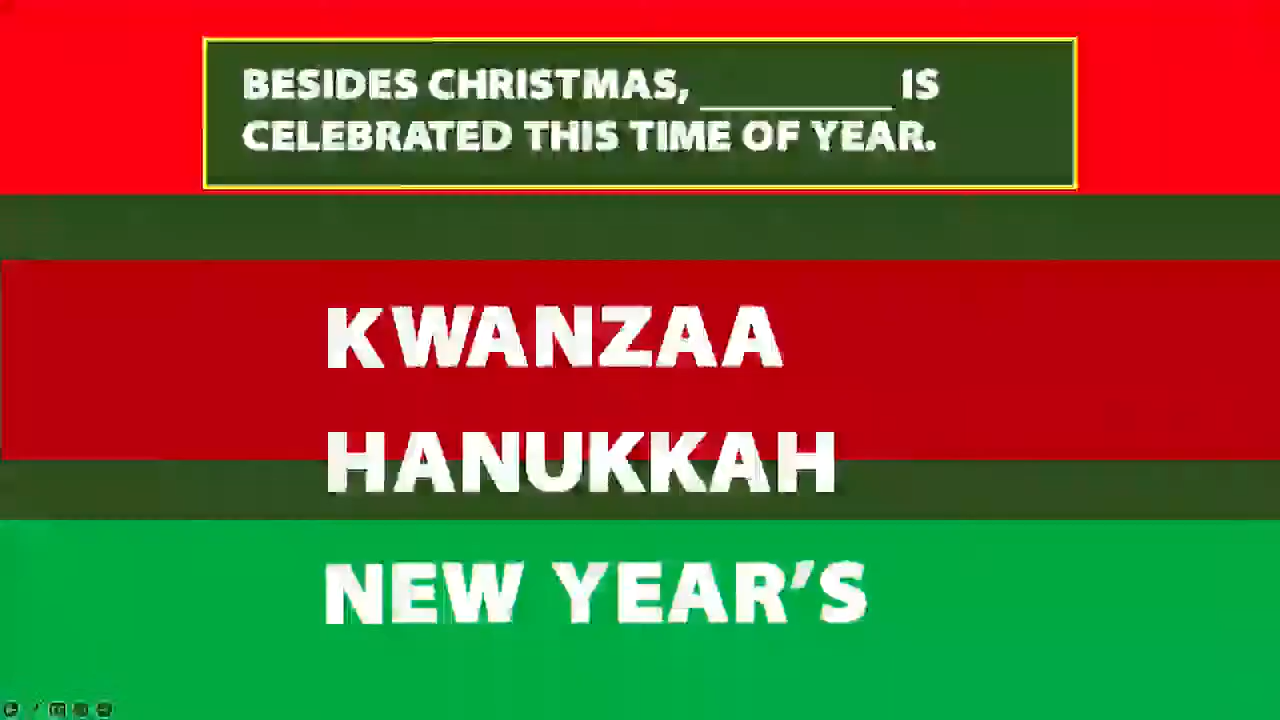 BESIDES CHRISTMAS, __________ IS
CELEBRATED THIS TIME OF YEAR.
KWANZAA
HANUKKAH
NEW YEAR’S